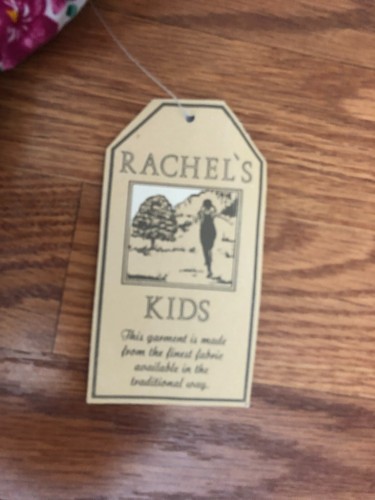 RACHEL`S
KIDS
This garment is made
from the finest fabric
available in the
traditional way.